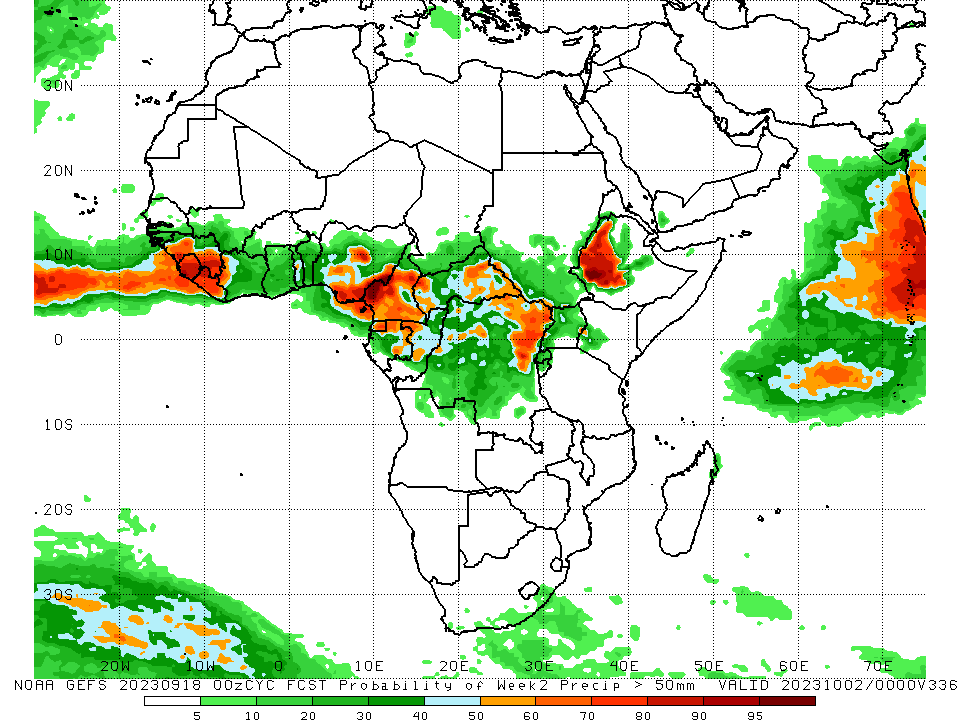 30N
20N
10N
0
10S
20S
30S
20W 10W 0 10E 20E 30E 40E 50E 60E 70E
NOAA GEFS 20230918 00zCYC FCST Probability of Week2 Precip > 50mm VALID 20231002/0000V336
5 10 20 30 40 50 60 70 80 90 95